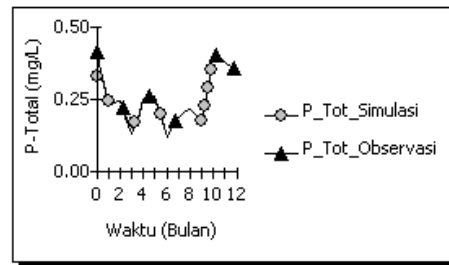 0.50
0.25
0.00
P-Total (mg/L)
0 2 4 6 8 10 12
Waktu (Bulan)
P_Tot_Simulasi
P_Tot_Observasi